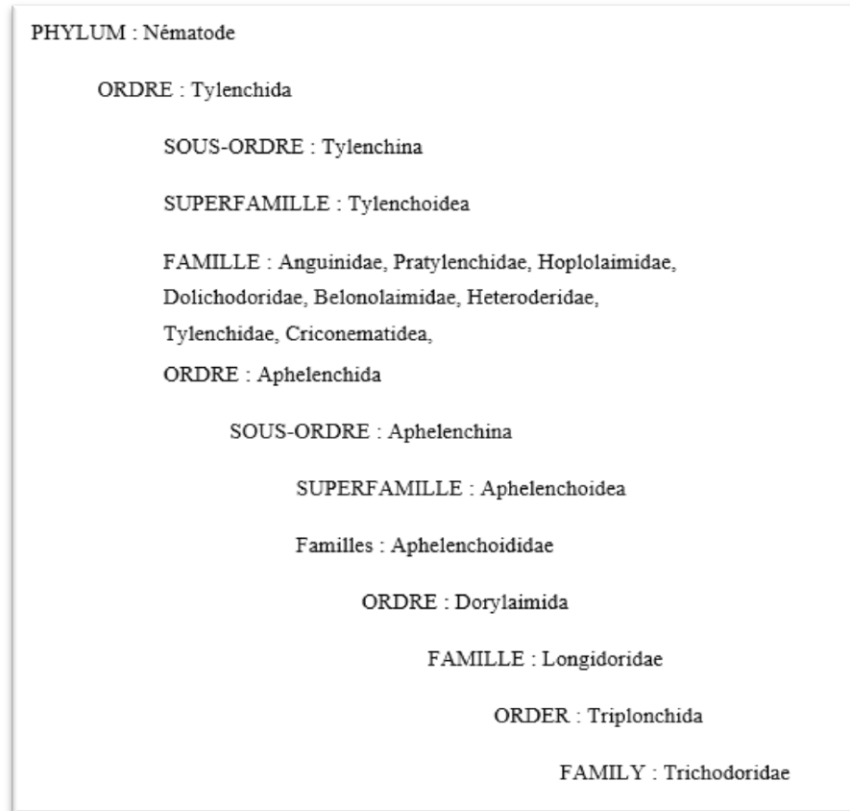 PHYLUM : Nématode
ORDRE : Tylenchida
SOUS-ORDRE : Tylenchina
SUPERFAMILLE : Tylenchoidea
FAMILLE : Anguinidae, Pratylenchidae, Hoplolaimidae,
Dolichodoridae, Belonolaimidae, Heteroderidae,
Tylenchidae, Criconematidea,
ORDRE : Aphelenchida
SOUS-ORDRE : Aphelenchina
SUPERFAMILLE : Aphelenchoidea
Familles : Aphelenchoididae
ORDRE : Dorylaimida
FAMILLE : Longidoridae
ORDER : Triplonchida
FAMILY : Trichodoridae